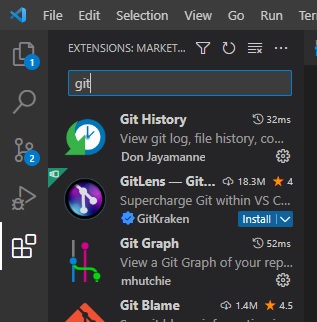 File Edit Selection View Go Run Ter
EXTENSIONS: MARKET...
1
git
Git History 32ms
View git log, file history, co...
Don Jayamanne
2
GitLens — Git... 18.3M 4
Supercharge Git within VS C...
GitKraken Install
Git Graph 52ms
View a Git Graph of your rep...
mhutchie
Git Blame 1.4M 4.5